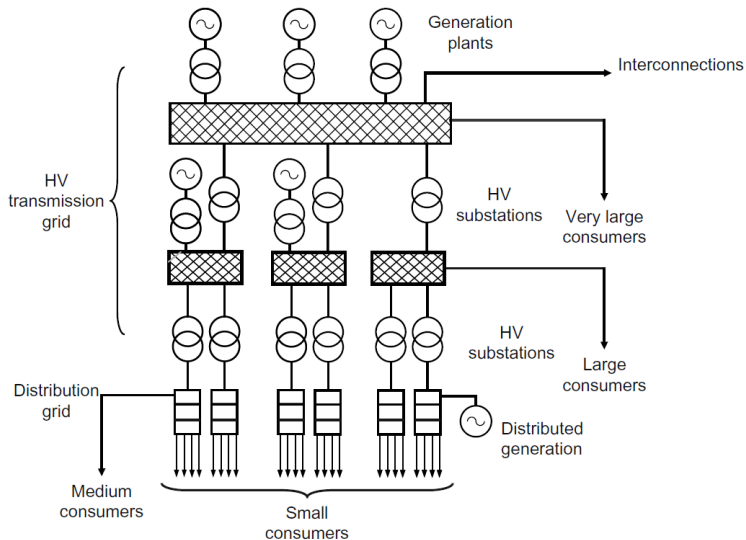 Generation
plants
Interconnections
HV
transmission
grid
HV
substations
Very large
consumers
HV
substations
Large
consumers
Distribution
grid
Distributed
generation
Medium
consumers
Small
consumers